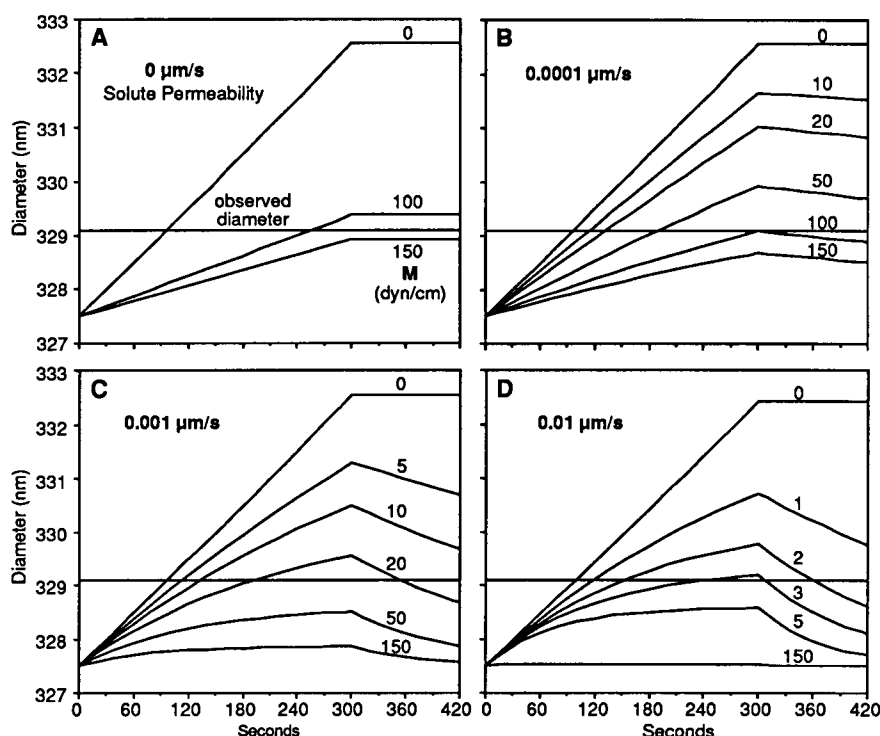 A
0 µm/s
Solute Permeability
0
observed
diameter
100
150
M
(dyn/cm)
333
332
331
330
329
328
327
Diameter (nm)
B
0.0001 µm/s
0
10
20
50
100
150
C
0.001 µm/s
0
5
10
20
50
150
333
332
331
330
329
328
327
Diameter (nm)
0 60 120 180 240 300 360 420
Seconds
D
0.01 µm/s
0
1
2
3
5
150
0 60 120 180 240 300 360 420
Seconds